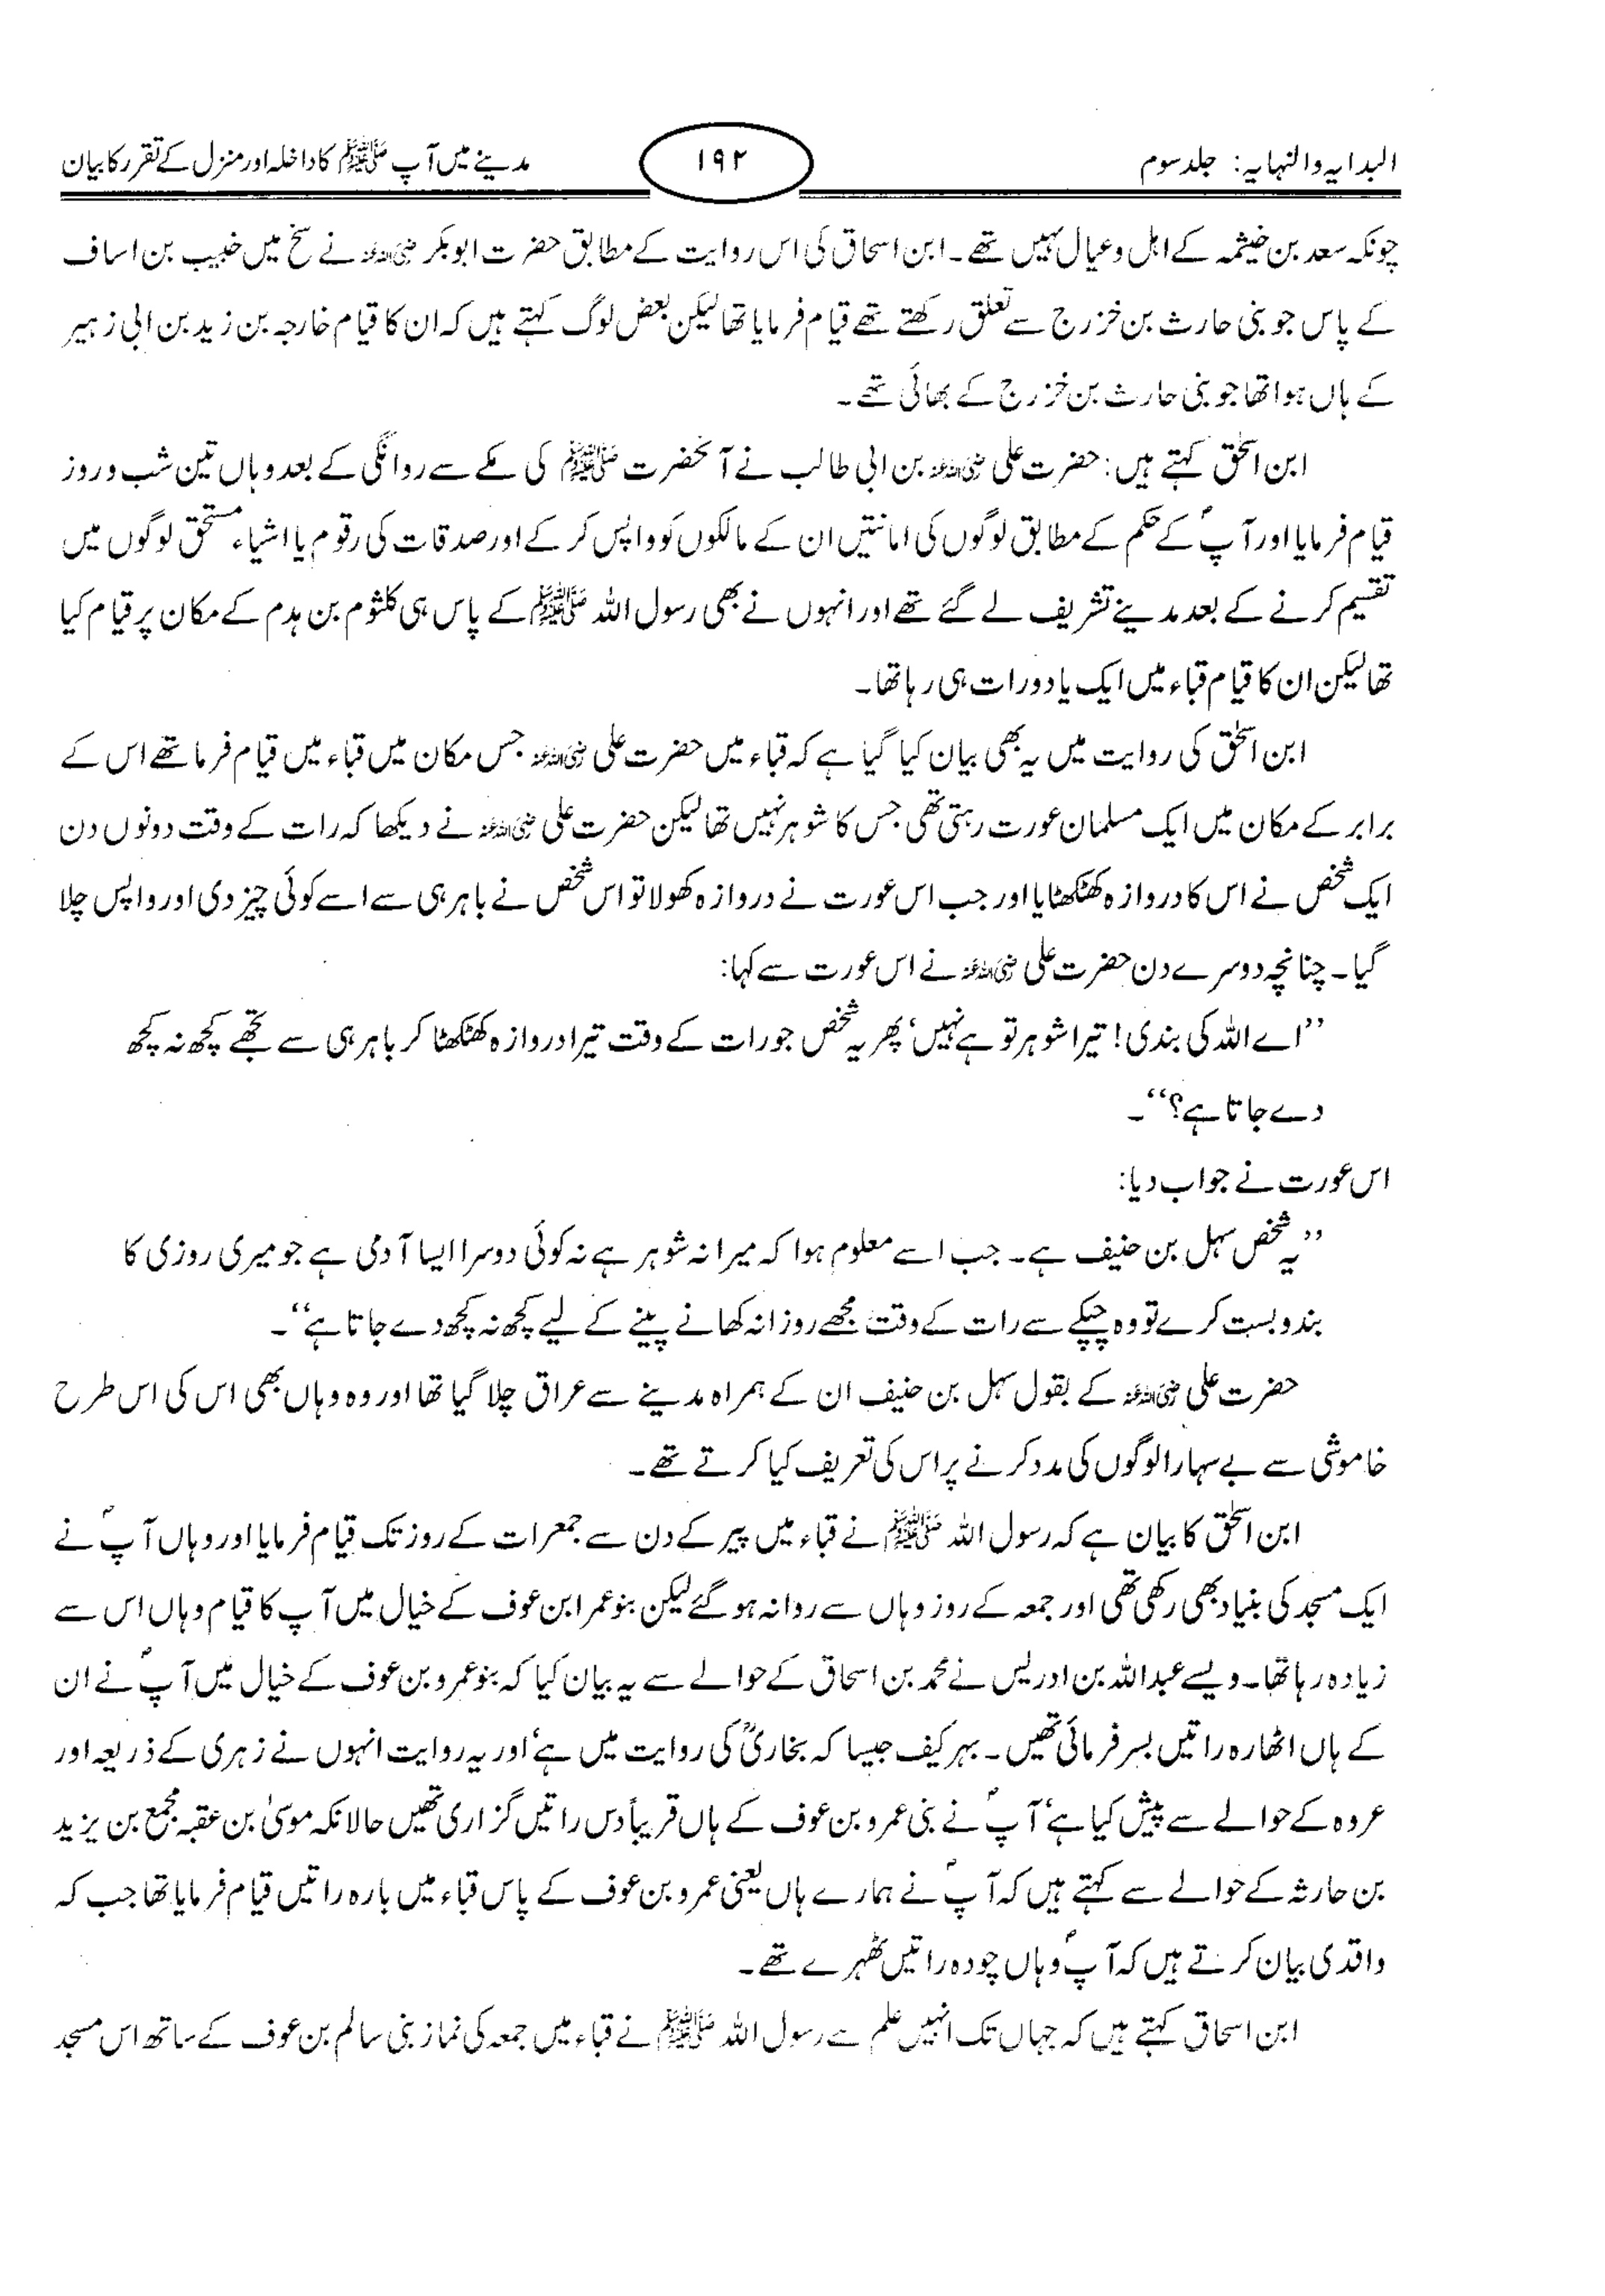 البدایہ والنہایہ: جلد سوم ۱۹۲ مدینے میں آپ ﷺ کا داخلہ اور منزل کے تقرر کا بیان
چونکہ سعد بن خیثمہ کے اہل و عیال نہیں تھے۔ ابن اسحاق کی اس روایت کے مطابق حضرت ابوبکر رضی اللہ عنہ نے سخ میں خبیب بن اساف
کے پاس جو بنی حارث بن خزرج سے تعلق رکھتے تھے قیام فرمایا تھا لیکن بعض لوگ کہتے ہیں کہ ان کا قیام خارجہ بن زید بن ابی زہیر
کے ہاں ہوا تھا جو بنی حارث بن خزرج کے بھائی تھے۔
ابن اسحٰق کہتے ہیں: حضرت علی رضی اللہ عنہ بن ابی طالب نے آنحضرت ﷺ کی مکے سے روانگی کے بعد وہاں تین شب و روز
قیام فرمایا اور آپؐ کے حکم کے مطابق لوگوں کی امانتیں ان کے مالکوں کو واپس کر کے اور صدقات کی رقوم یا اشیاء مستحق لوگوں میں
تقسیم کرنے کے بعد مدینے تشریف لے گئے تھے اور انہوں نے بھی رسول اللہ ﷺ کے پاس ہی کلثوم بن ہدم کے مکان پر قیام کیا
تھا لیکن ان کا قیام قباء میں ایک یا دو رات ہی رہا تھا۔
ابن اسحٰق کی روایت میں یہ بھی بیان کیا گیا ہے کہ قباء میں حضرت علی رضی اللہ عنہ جس مکان میں قباء میں قیام فرما تھے اس کے
برابر کے مکان میں ایک مسلمان عورت رہتی تھی جس کا شوہر نہیں تھا لیکن حضرت علی رضی اللہ عنہ نے دیکھا کہ رات کے وقت دونوں دن
ایک شخص نے اس کا دروازہ کھٹکھٹایا اور جب اس عورت نے دروازہ کھولا تو اس شخص نے باہر ہی سے اسے کوئی چیز دی اور واپس چلا
گیا۔ چنانچہ دوسرے دن حضرت علی رضی اللہ عنہ نے اس عورت سے کہا:
’’اے اللہ کی بندی! تیرا شوہر تو ہے نہیں‘ پھر یہ شخص جو رات کے وقت تیرا دروازہ کھٹکھٹا کر باہر ہی سے تجھے کچھ نہ کچھ
دے جاتا ہے؟‘‘۔
اس عورت نے جواب دیا:
’’یہ شخص سہل بن حنیف ہے۔ جب اسے معلوم ہوا کہ میرا نہ شوہر ہے نہ کوئی دوسرا ایسا آدمی ہے جو میری روزی کا
بندوبست کرے تو وہ چپکے سے رات کے وقت مجھے روزانہ کھانے پینے کے لیے کچھ نہ کچھ دے جاتا ہے‘‘۔
حضرت علی رضی اللہ عنہ کے بقول سہل بن حنیف ان کے ہمراہ مدینے سے عراق چلا گیا تھا اور وہ وہاں بھی اس کی اس طرح
خاموشی سے بے سہارا لوگوں کی مدد کرنے پر اس کی تعریف کیا کرتے تھے۔
ابن اسحٰق کا بیان ہے کہ رسول اللہ ﷺ نے قباء میں پیر کے دن سے جمعرات کے روز تک قیام فرمایا اور وہاں آپؐ نے
ایک مسجد کی بنیاد بھی رکھی تھی اور جمعہ کے روز وہاں سے روانہ ہو گئے لیکن بنو عمر ابن عوف کے خیال میں آپ کا قیام وہاں اس سے
زیادہ رہا تھا۔ ویسے عبداللہ بن ادریس نے محمد بن اسحاق کے حوالے سے یہ بیان کیا کہ بنو عمرو بن عوف کے خیال میں آپؐ نے ان
کے ہاں اٹھارہ راتیں بسر فرمائی تھیں۔ بہر کیف جیسا کہ بخاریؒ کی روایت میں ہے‘ اور یہ روایت انہوں نے زہری کے ذریعہ اور
عروہ کے حوالے سے پیش کیا ہے‘ آپؐ نے بنی عمرو بن عوف کے ہاں قریباً دس راتیں گزاری تھیں حالانکہ موسیٰ بن عقبہ مجمع بن یزید
بن حارثہ کے حوالے سے کہتے ہیں کہ آپؐ نے ہمارے ہاں یعنی عمرو بن عوف کے پاس قباء میں بارہ راتیں قیام فرمایا تھا جب کہ
واقدی بیان کرتے ہیں کہ آپؐ وہاں چودہ راتیں ٹھہرے تھے۔
ابن اسحاق کہتے ہیں کہ جہاں تک انہیں علم ہے رسول اللہ ﷺ نے قباء میں جمعہ کی نماز بنی سالم بن عوف کے ساتھ اس مسجد